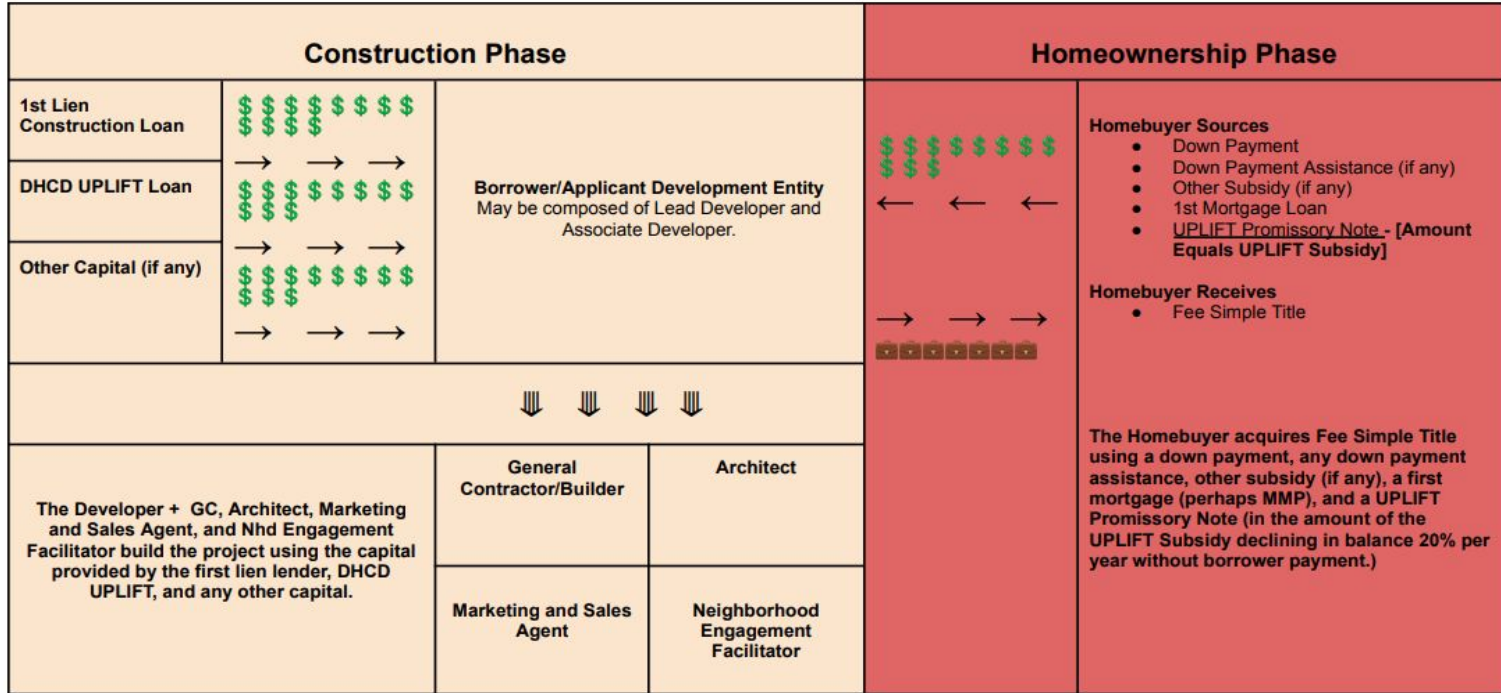 Construction Phase
Homeownership Phase
1st Lien
Construction Loan
💲💲💲💲💲💲💲💲
💲💲💲💲
→ → →
DHCD UPLIFT Loan
💲💲💲💲💲💲💲💲
💲💲💲
→ → →
Other Capital (if any)
💲💲💲💲💲💲💲💲
💲💲💲
→ → →
Borrower/Applicant Development Entity
May be composed of Lead Developer and
Associate Developer.
💲💲💲💲💲💲💲💲
💲💲💲
← ← ←
→ → →
Homebuyer Sources
● Down Payment
● Down Payment Assistance (if any)
● Other Subsidy (if any)
● 1st Mortgage Loan
● UPLIFT Promissory Note - [Amount
Equals UPLIFT Subsidy]
Homebuyer Receives
● Fee Simple Title
The Developer + GC, Architect, Marketing
and Sales Agent, and Nhd Engagement
Facilitator build the project using the capital
provided by the first lien lender, DHCD
UPLIFT, and any other capital.
General
Contractor/Builder
Architect
Marketing and Sales
Agent
Neighborhood
Engagement
Facilitator
The Homebuyer acquires Fee Simple Title
using a down payment, any down payment
assistance, other subsidy (if any), a first
mortgage (perhaps MMP), and a UPLIFT
Promissory Note (in the amount of the
UPLIFT Subsidy declining in balance 20% per
year without borrower payment.)